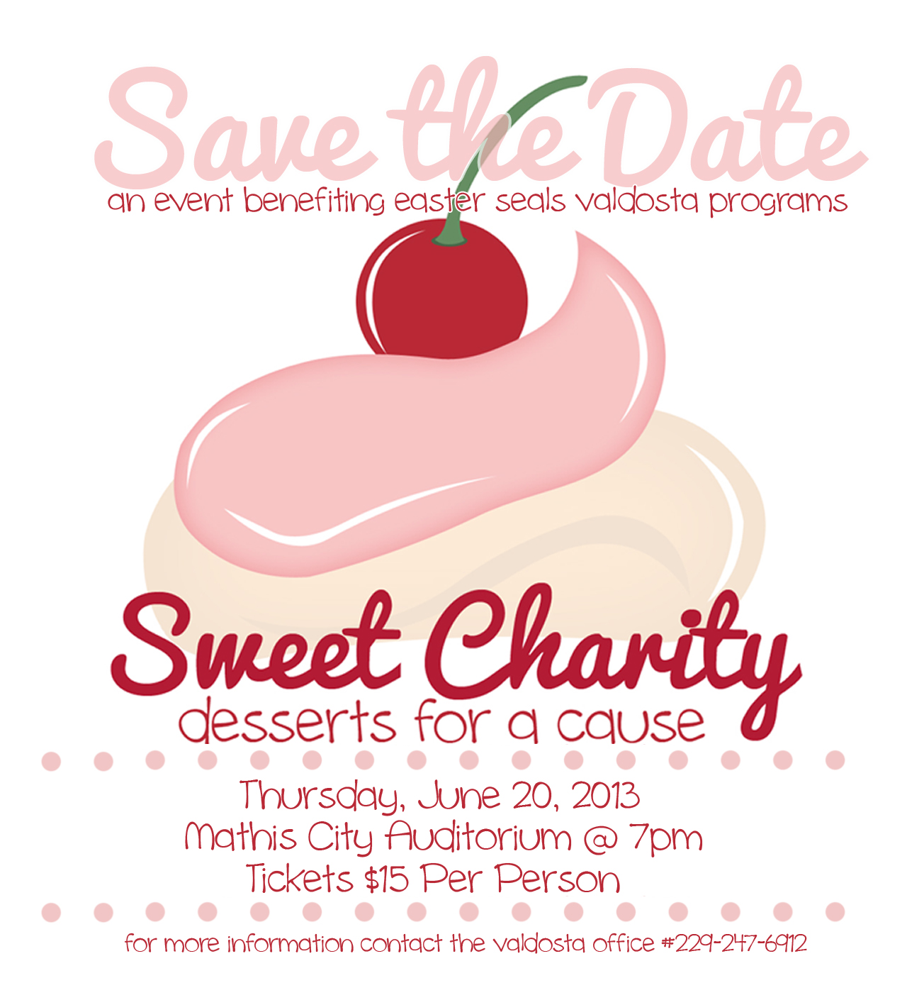 Save the Date
an event benefiting easter seals valdosta programs
Sweet Charity
desserts for a cause
Thursday, June 20, 2013
Mathis City Auditorium @ 7pm
Tickets $15 Per Person
for more information contact the valdosta office #229-247-6912